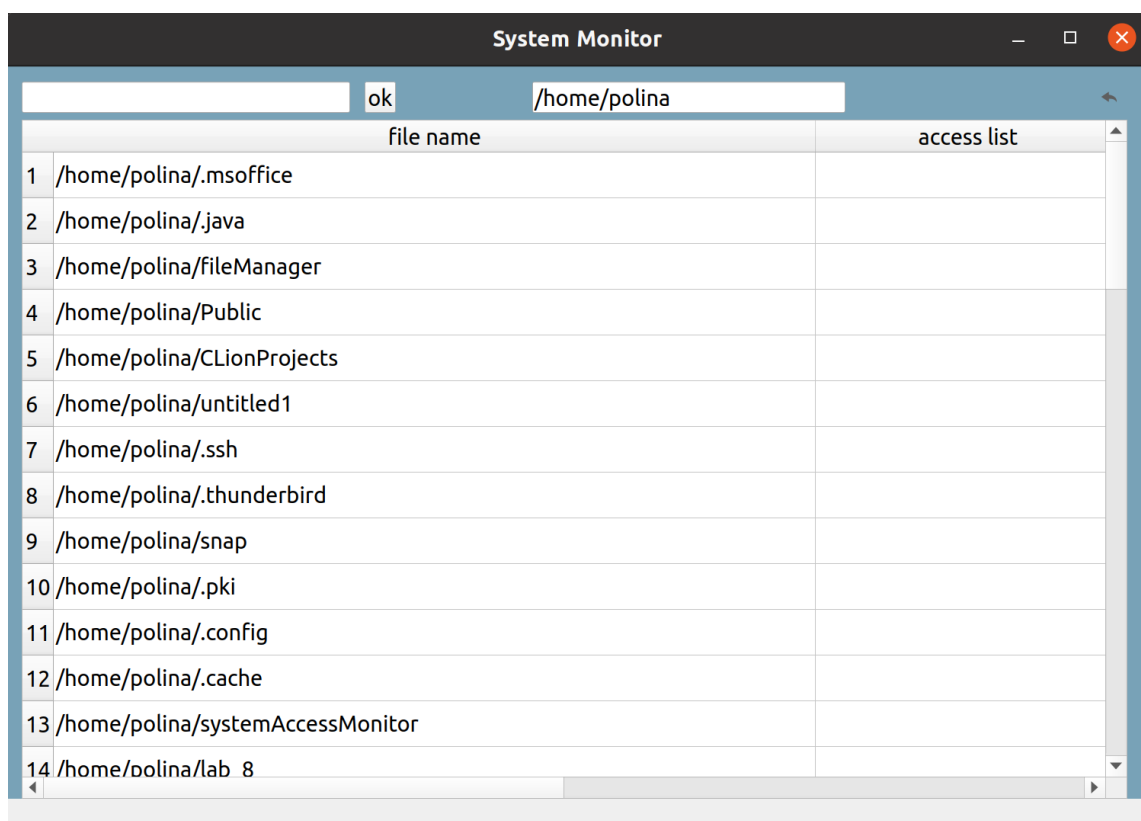 System Monitor
ok /home/polina
file name access list
1 /home/polina/.msoffice
2 /home/polina/.java
3 /home/polina/fileManager
4 /home/polina/Public
5 /home/polina/CLionProjects
6 /home/polina/untitled1
7 /home/polina/.ssh
8 /home/polina/.thunderbird
9 /home/polina/snap
10 /home/polina/.pki
11 /home/polina/.config
12 /home/polina/.cache
13 /home/polina/systemAccessMonitor
14 /home/polina/lab_8